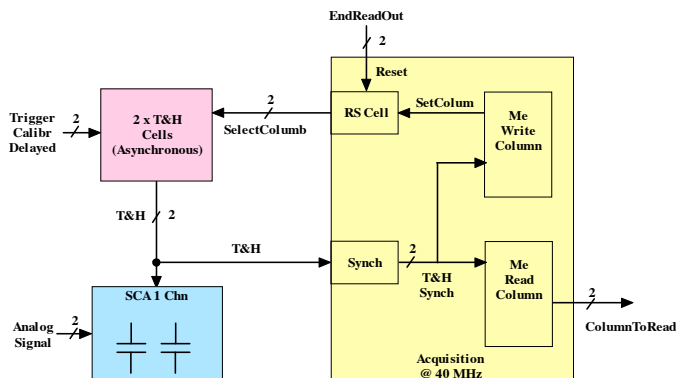 EndReadOut
2
Reset
2
SelectColumb
RS Cell
SetColum
Me
Write
Column
Trigger
Calibr
Delayed
2
2 x T&H
Cells
(Asynchronous)
T&H
2
T&H
Synch
2
T&H
Synch
Me
Read
Column
2
ColumnToRead
SCA 1 Chn
Analog
Signal
2
Acquisition
@ 40 MHz